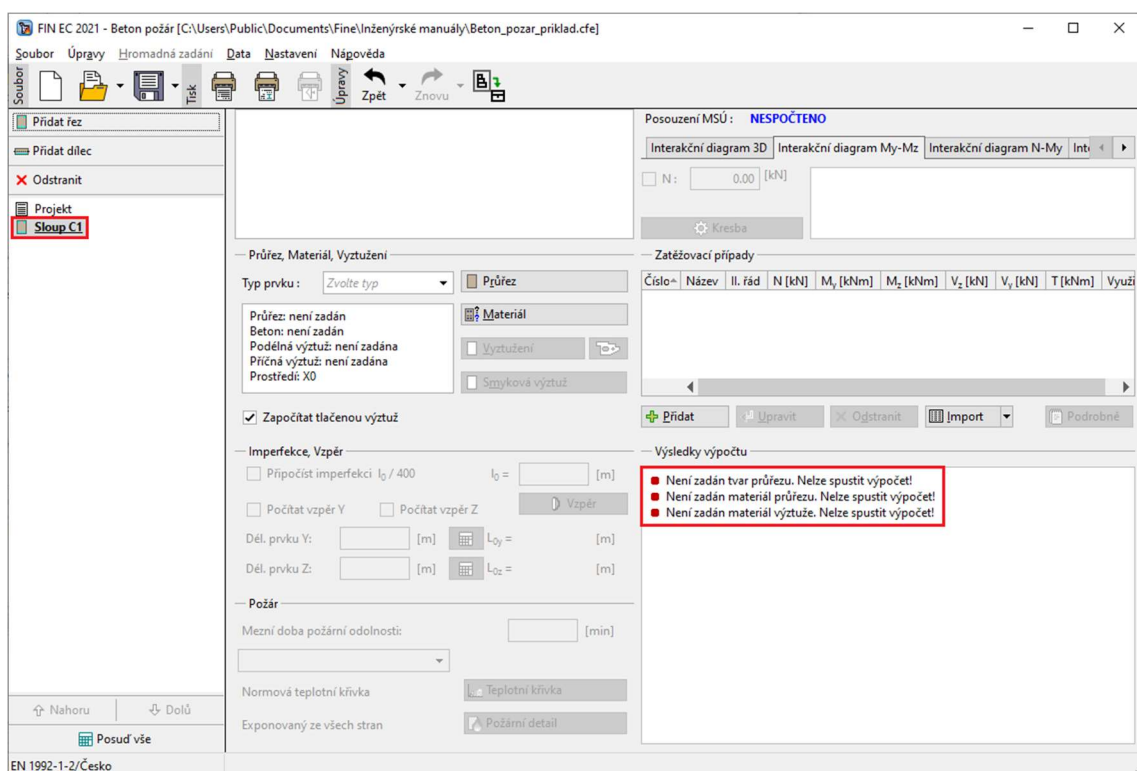 FIN EC 2021 - Beton požár [C:\Users\Public\Documents\Fine\Inženýrské manuály\Beton_pozar_priklad.cfe]
Soubor Úpravy Hromadná zadání Data Nastavení Nápověda
Soubor
Tisk
Úpravy
Zpět
Znovu
Přidat řez
Přidat dílec
Odstranit
Projekt
Sloup C1
Nahoru
Dolů
Posuď vše
Průřez, Materiál, Vyztužení
Typ prvku :
Zvolte typ
Průřez
Průřez: není zadán
Beton: není zadán
Podélná výztuž: není zadána
Příčná výztuž: není zadána
Prostředí: X0
Materiál
Vyztužení
Smyková výztuž
Započítat tlačenou výztuž
Imperfekce, Vzpěr
Připočíst imperfekci l0 / 400
l0 =
[m]
Počítat vzpěr Y
Počítat vzpěr Z
Vzpěr
Dél. prvku Y:
[m]
L0y =
[m]
Dél. prvku Z:
[m]
L0z =
[m]
Požár
Mezní doba požární odolnosti:
[min]
Normová teplotní křivka
Teplotní křivka
Exponovaný ze všech stran
Požární detail
Posouzení MSÚ : NESPOČTENO
Interakční diagram 3D
Interakční diagram My-Mz
Interakční diagram N-My
N :
0.00
[kN]
Kresba
Zatěžovací případy
Číslo Název II. řád N [kN] My [kNm] Mz [kNm] Vz [kN] Vy [kN] T [kNm] Využi
Přidat
Upravit
Odstranit
Import
Podrobně
Výsledky výpočtu
Není zadán tvar průřezu. Nelze spustit výpočet!
Není zadán materiál průřezu. Nelze spustit výpočet!
Není zadán materiál výztuže. Nelze spustit výpočet!
EN 1992-1-2/Česko